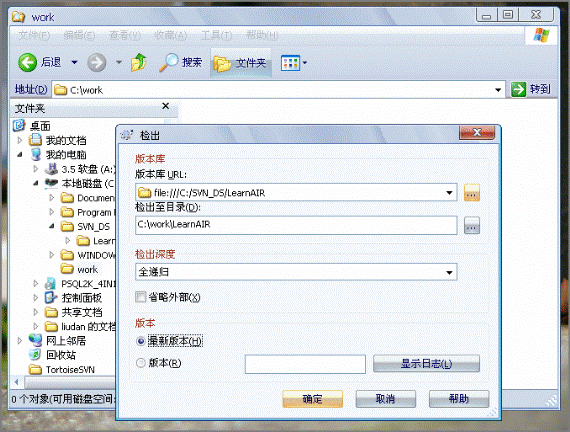 work
文件(F) 编辑(E) 查看(V) 收藏(A) 工具(T) 帮助(H)
后退 搜索 文件夹
地址(D) C:\work 转到
文件夹
桌面
我的文档
我的电脑
3.5 软盘 (A:)
本地磁盘 (C
Documen
Program
SVN_DS
Learn
WINDOW
work
PSQL2K_4IN1
控制面板
共享文档
liudan 的文档
网上邻居
回收站
TortoiseSVN
0 个对象(可用磁盘空间:
检出
版本库
版本库 URL:
file:///C:/SVN_DS/LearnAIR
检出至目录(D):
C:\work\LearnAIR
检出深度
全递归
省略外部(X)
版本
最新版本(H)
版本(R) 显示日志(L)
确定 取消 帮助